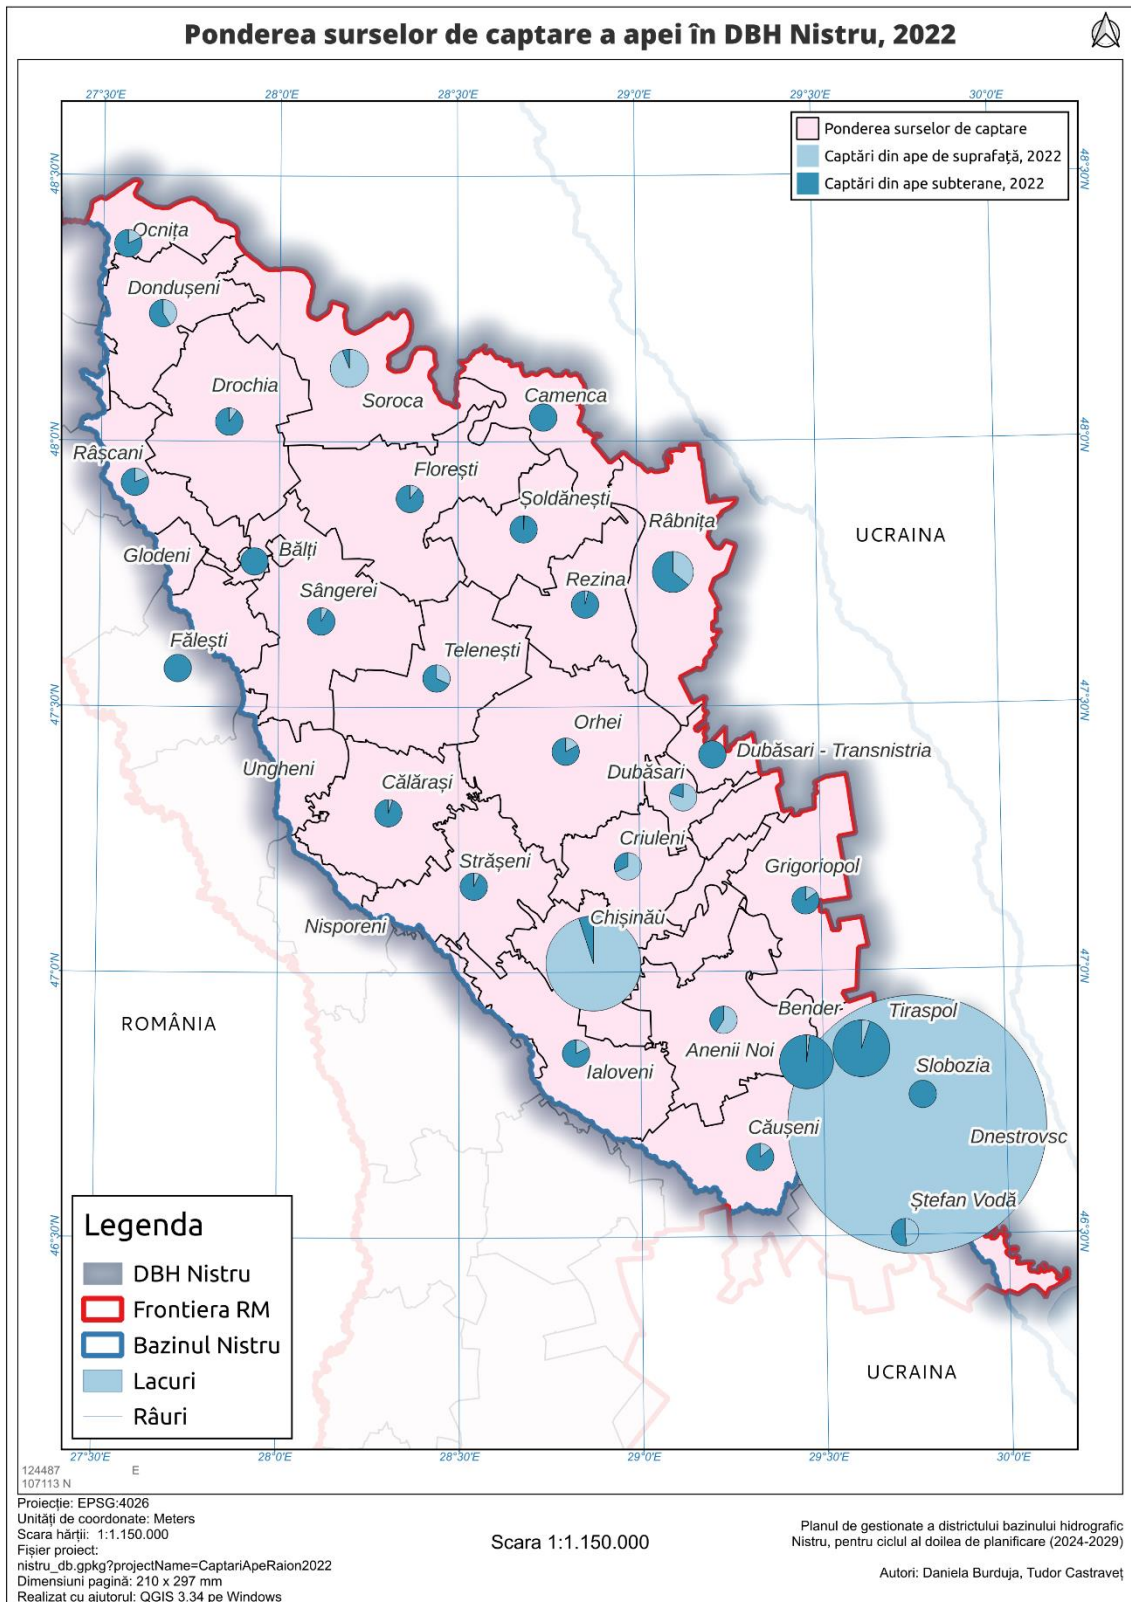 Ponderea surselor de captare a apei în DBH Nistru, 2022
27°30'E 28°0'E 28°30'E 29°0'E 29°30'E 30°0'E
Ponderea surselor de captare
Captări din ape de suprafață, 2022
Captări din ape subterane, 2022
48°30'N
48°30'N
Ocnița
Dondușeni
Drochia
Soroca
Camenca
48°0'N
48°0'N
Râșcani
Florești
Șoldănești
Râbnița
UCRAINA
Glodeni
Bălți
Sângerei
Rezina
Fălești
Telenești
47°30'N
47°30'N
Orhei
Dubăsari - Transnistria
Ungheni
Călărași
Dubăsari
Criuleni
Strășeni
Grigoriopol
Nisporeni
Chișinău
47°0'N
47°0'N
ROMÂNIA
Bender
Tiraspol
Anenii Noi
Ialoveni
Slobozia
Căușeni
Dnestrovsc
Ștefan Vodă
46°30'N
46°30'N
Legenda
DBH Nistru
Frontiera RM
Bazinul Nistru
Lacuri
Râuri
UCRAINA
27°30'E 28°0'E 28°30'E 29°0'E 29°30'E 30°0'E
124487 E
107113 N
Proiecție: EPSG:4026
Unități de coordonate: Meters
Scara hărții: 1:1.150.000
Fișier proiect:
nistru_db.gpkg?projectName=CaptariApeRaion2022
Dimensiuni pagină: 210 x 297 mm
Realizat cu ajutorul: QGIS 3.34 pe Windows
Scara 1:1.150.000
Planul de gestionate a districtului bazinului hidrografic
Nistru, pentru ciclul al doilea de planificare (2024-2029)
Autori: Daniela Burduja, Tudor Castraveț